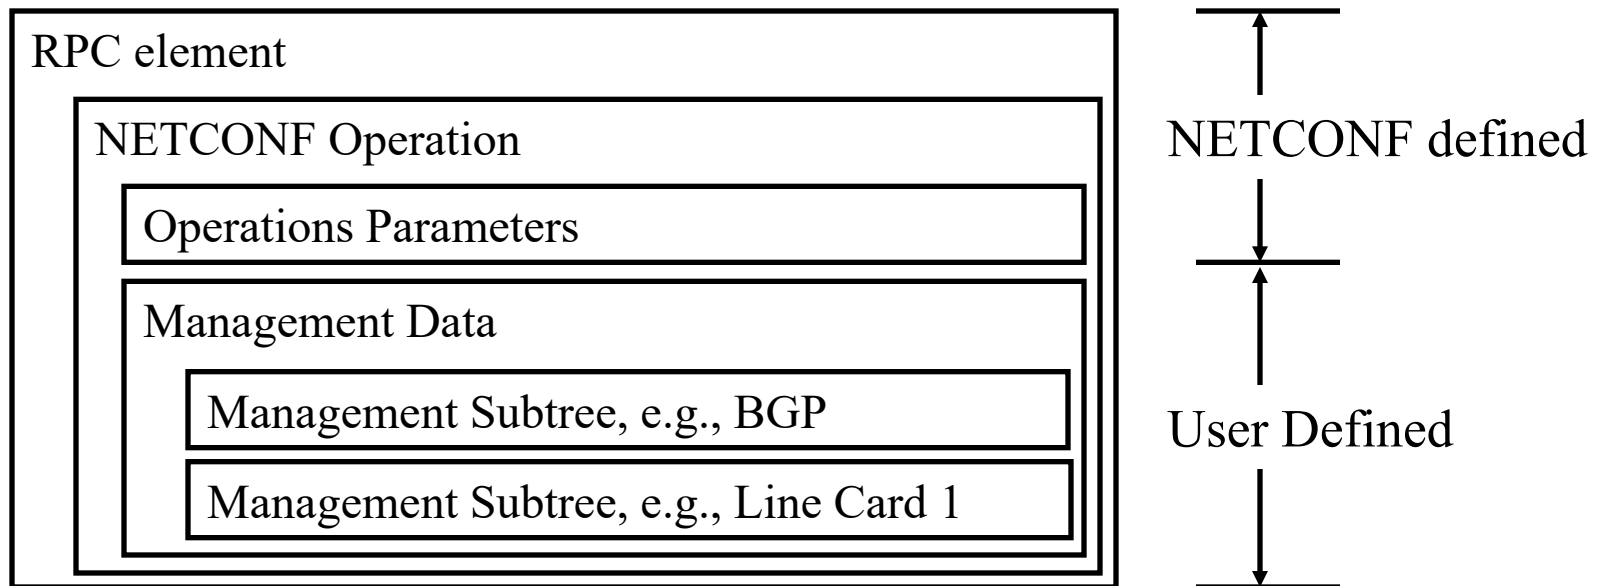 RPC element
NETCONF Operation
NETCONF defined
Operations Parameters
Management Data
Management Subtree, e.g., BGP
User Defined
Management Subtree, e.g., Line Card 1